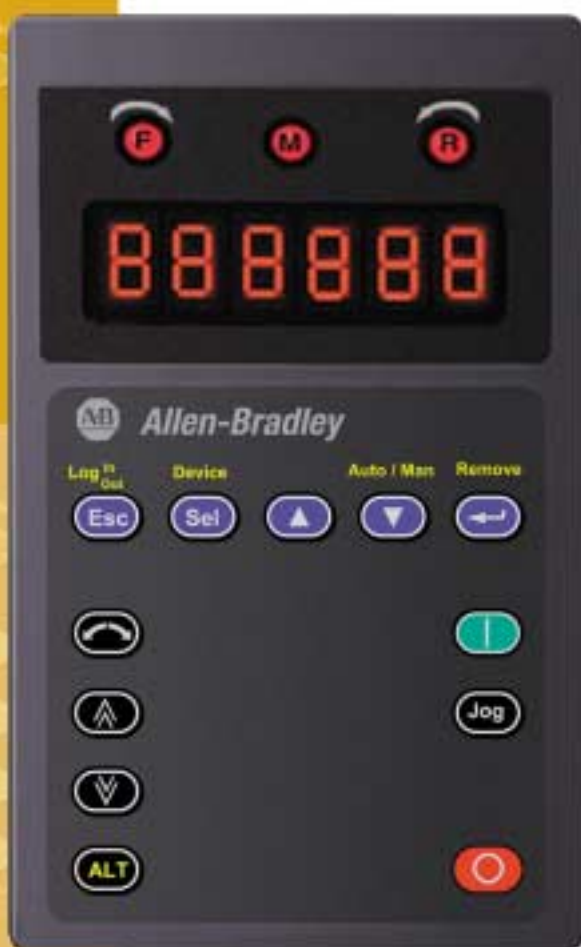 F M R
888888
AB Allen-Bradley
Log In Out Device Auto / Man Remove
Esc Sel
Jog
ALT